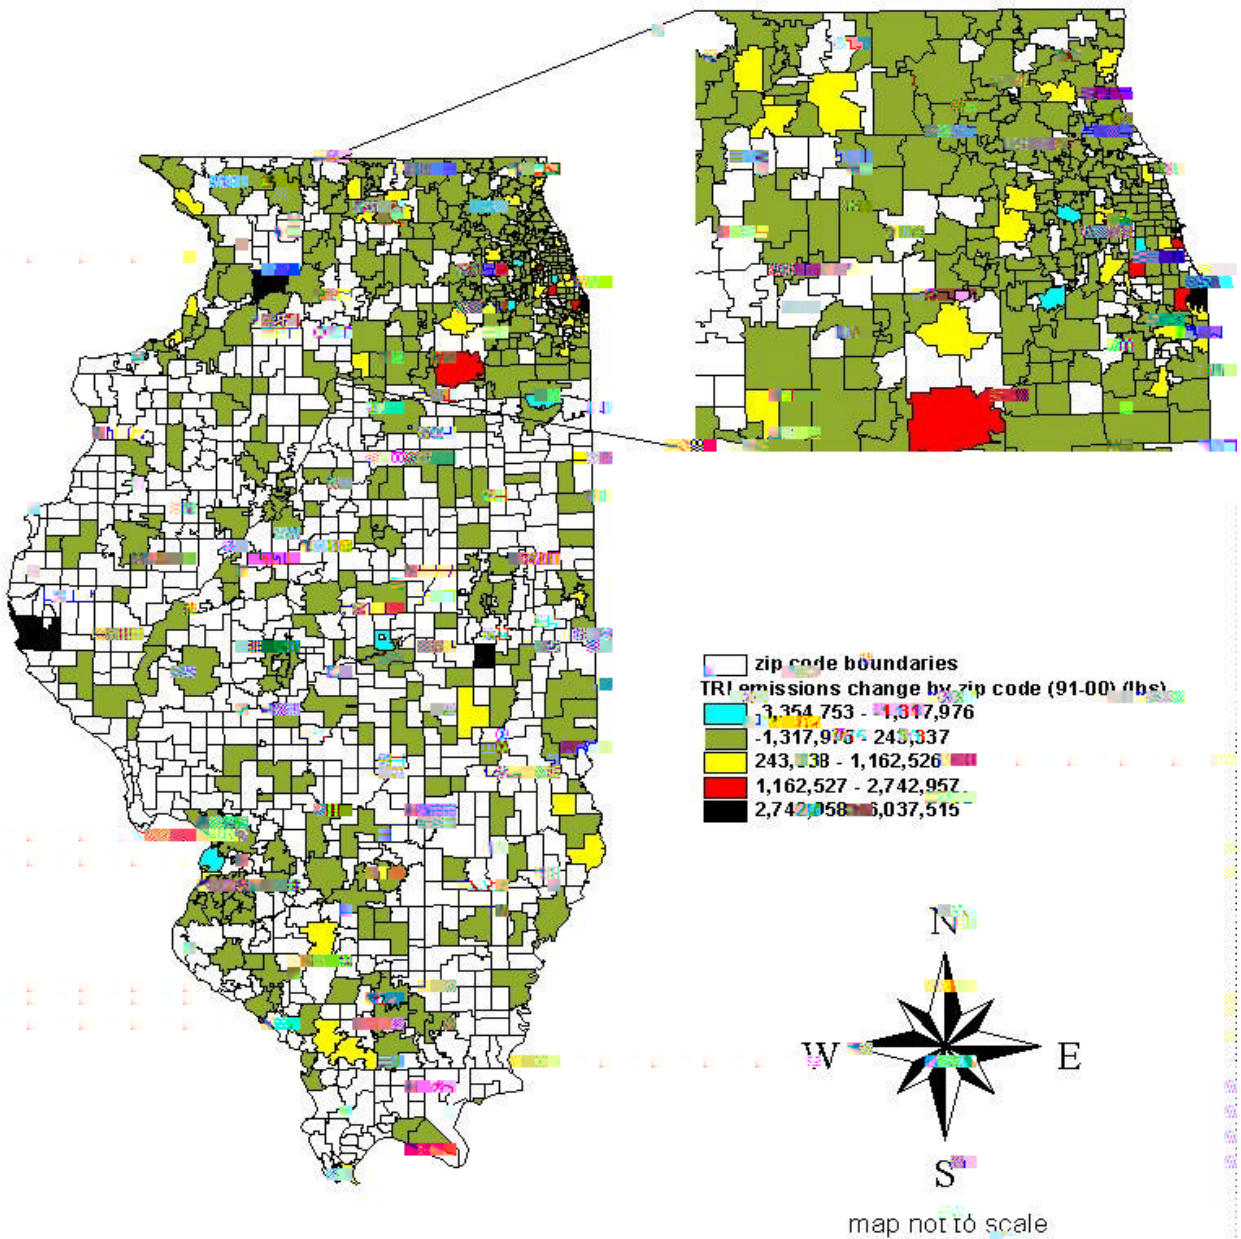 zip code boundaries
TRI emissions change by zip code (91-00) (lbs)
-3,354,753 - -1,317,976
-1,317,975 - 243,337
- 1,162,526
1,162,527 - 2,742,957
2,742,958 - 6,037,515
N
W E
S
map not to scale